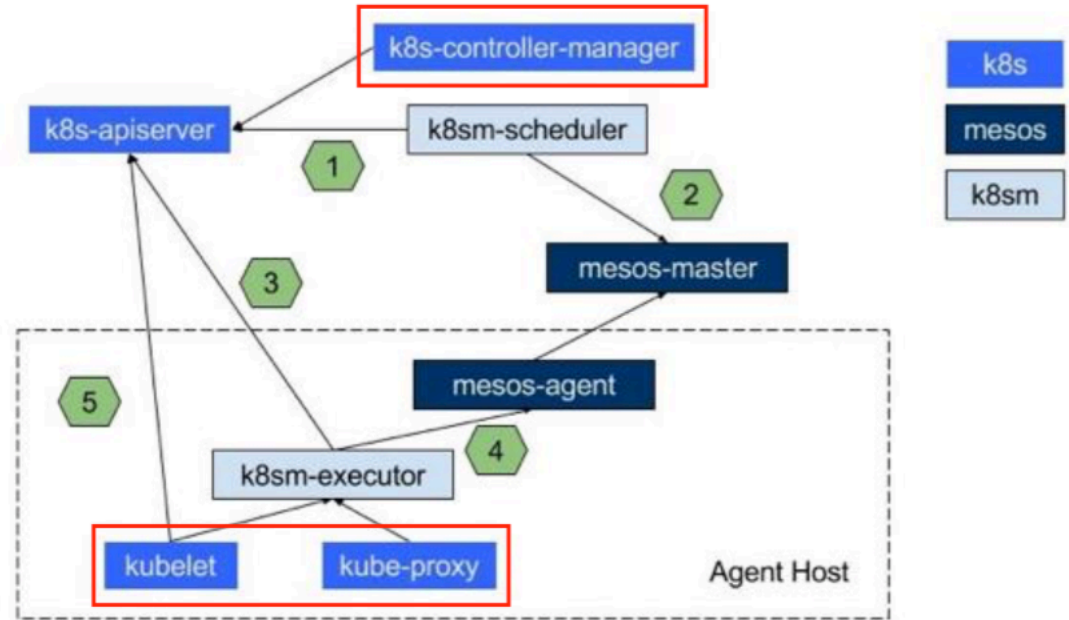 k8s-controller-manager
k8s
k8s-apiserver
k8sm-scheduler
mesos
1
2
k8sm
mesos-master
3
mesos-agent
5
4
k8sm-executor
kubelet
kube-proxy
Agent Host